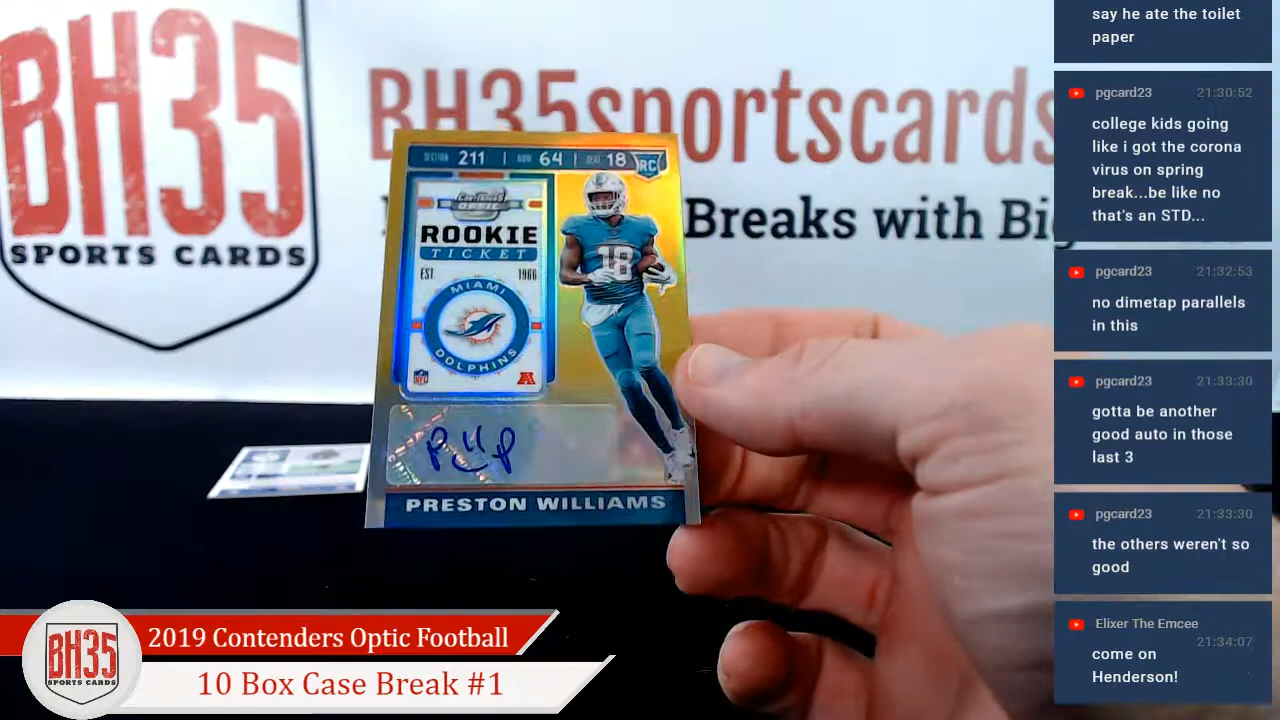 BH35
SPORTS CARDS
BH35sportscards
Breaks with Big
SECTION 211 | ROW 64 | SEAT 18 RC
CONTENDERS
OPTIC
ROOKIE
TICKET
EST. 1966
MIAMI
DOLPHINS
NFL
A
18
PRESTON WILLIAMS
BH35
SPORTS CARDS
2019 Contenders Optic Football
10 Box Case Break #1
say he ate the toilet
paper
pgcard23 21:30:52
college kids going
like i got the corona
virus on spring
break...be like no
that's an STD...
pgcard23 21:32:53
no dimetap parallels
in this
pgcard23 21:33:30
gotta be another
good auto in those
last 3
pgcard23 21:33:30
the others weren't so
good
Elixer The Emcee
21:34:07
come on
Henderson!